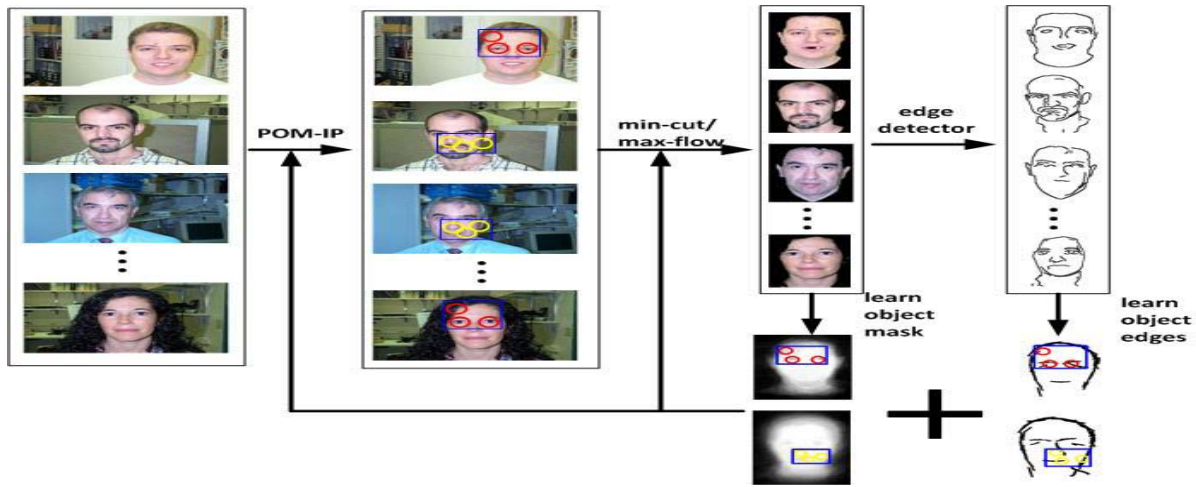 POM-IP
min-cut/
max-flow
edge
detector
learn
object
mask
learn
object
edges